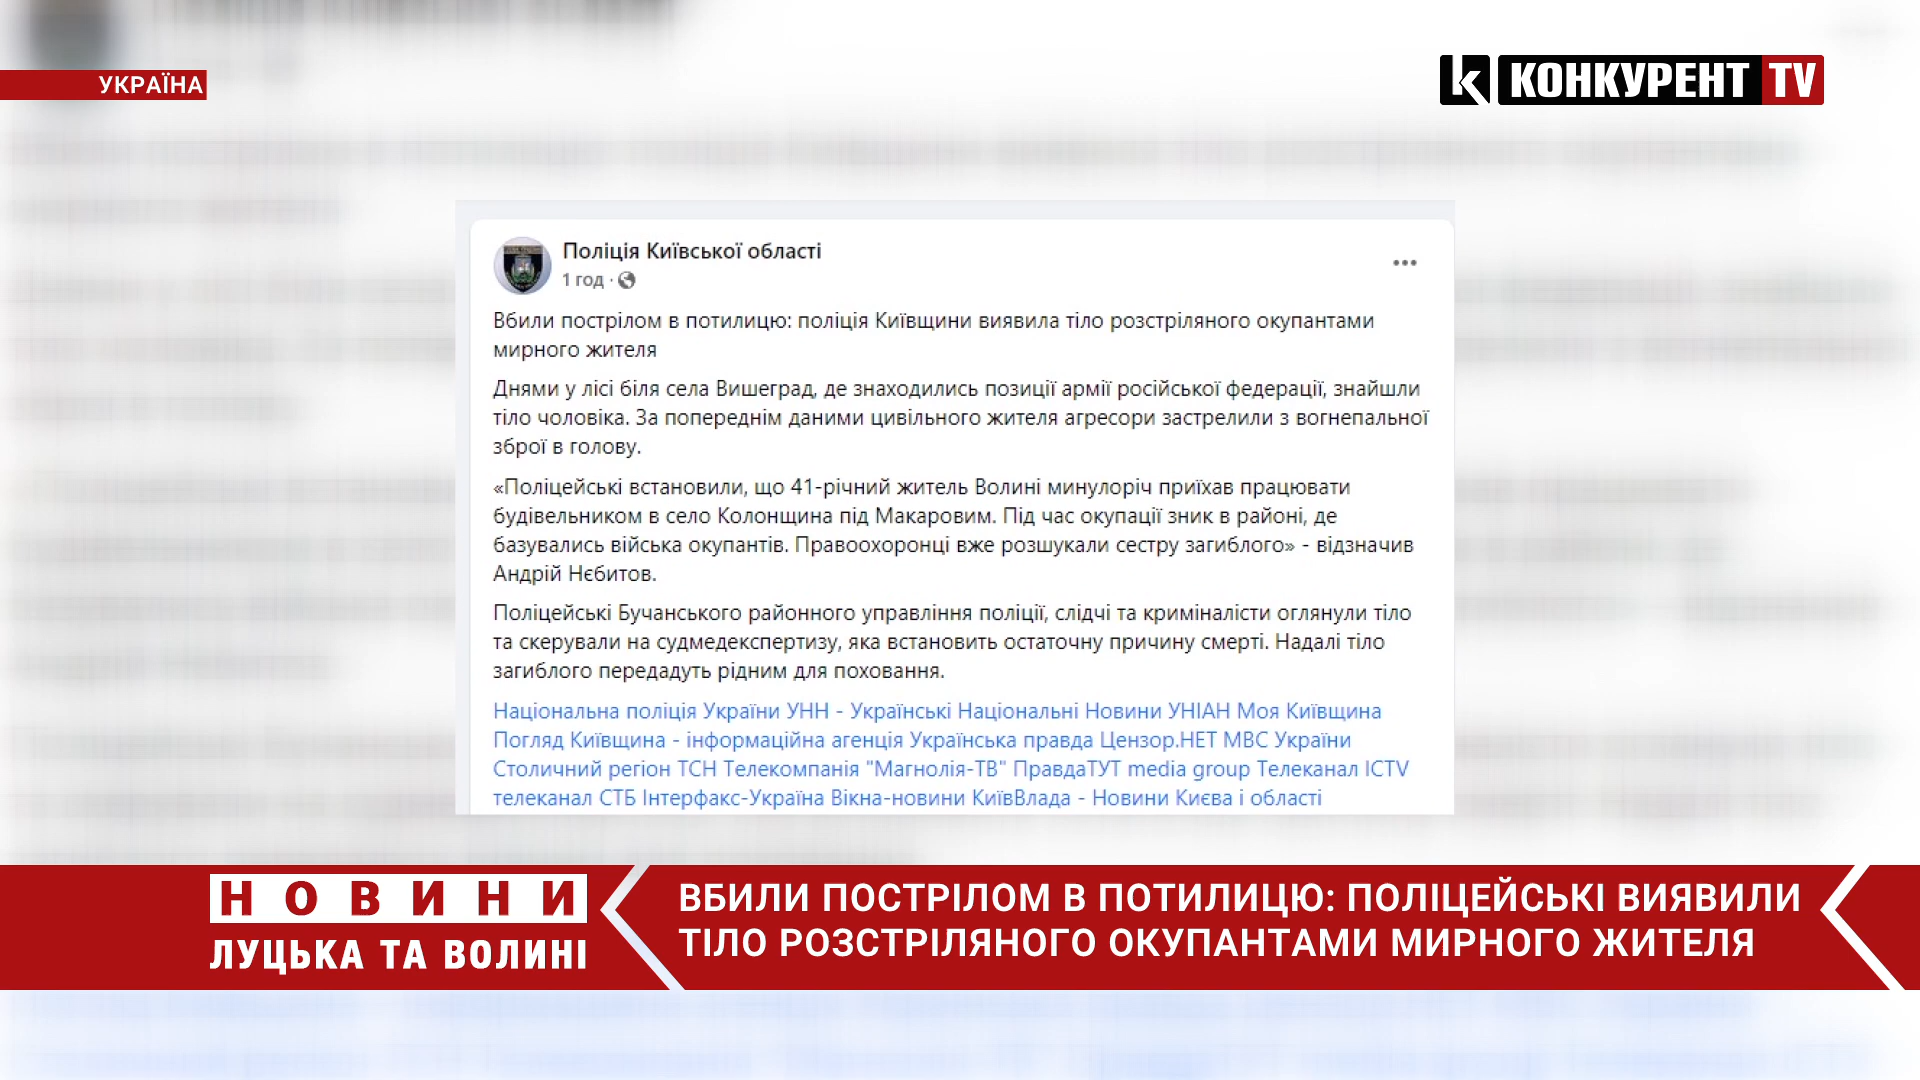 УКРАЇНА
КОНКУРЕНТ TV
Поліція Київської області
1 год ·
Вбили пострілом в потилицю: поліція Київщини виявила тіло розстріляного окупантами
мирного жителя
Днями у лісі біля села Вишеград, де знаходились позиції армії російської федерації, знайшли
тіло чоловіка. За попереднім даними цивільного жителя агресори застрелили з вогнепальної
зброї в голову.
«Поліцейські встановили, що 41-річний житель Волині минулоріч приїхав працювати
будівельником в село Колонщина під Макаровим. Під час окупації зник в районі, де
базувались війська окупантів. Правоохоронці вже розшукали сестру загиблого» - відзначив
Андрій Нєбитов.
Поліцейські Бучанського районного управління поліції, слідчі та криміналісти оглянули тіло
та скерували на судмедекспертизу, яка встановить остаточну причину смерті. Надалі тіло
загиблого передадуть рідним для поховання.
Національна поліція України УНН - Українські Національні Новини УНІАН Моя Київщина
Погляд Київщина - інформаційна агенція Українська правда Цензор.НЕТ МВС України
Столичний регіон ТСН Телекомпанія "Магнолія-ТВ" ПравдаТУТ media group Телеканал ICTV
телеканал СТБ Інтерфакс-Україна Вікна-новини КиївВлада - Новини Києва і області
НОВИНИ
ЛУЦЬКА ТА ВОЛИНІ
ВБИЛИ ПОСТРІЛОМ В ПОТИЛИЦЮ: ПОЛІЦЕЙСЬКІ ВИЯВИЛИ
ТІЛО РОЗСТРІЛЯНОГО ОКУПАНТАМИ МИРНОГО ЖИТЕЛЯ